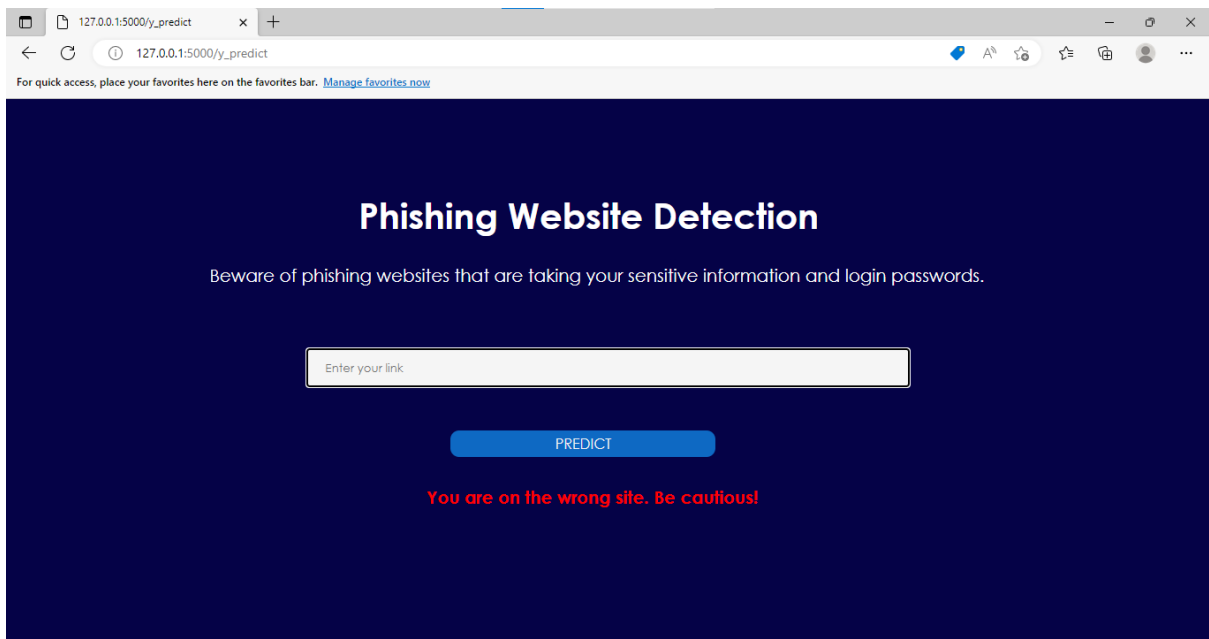 127.0.0.1:5000/y_predict
127.0.0.1:5000/y_predict
For quick access, place your favorites here on the favorites bar. Manage favorites now
Phishing Website Detection
Beware of phishing websites that are taking your sensitive information and login passwords.
Enter your link
PREDICT
You are on the wrong site. Be cautious!